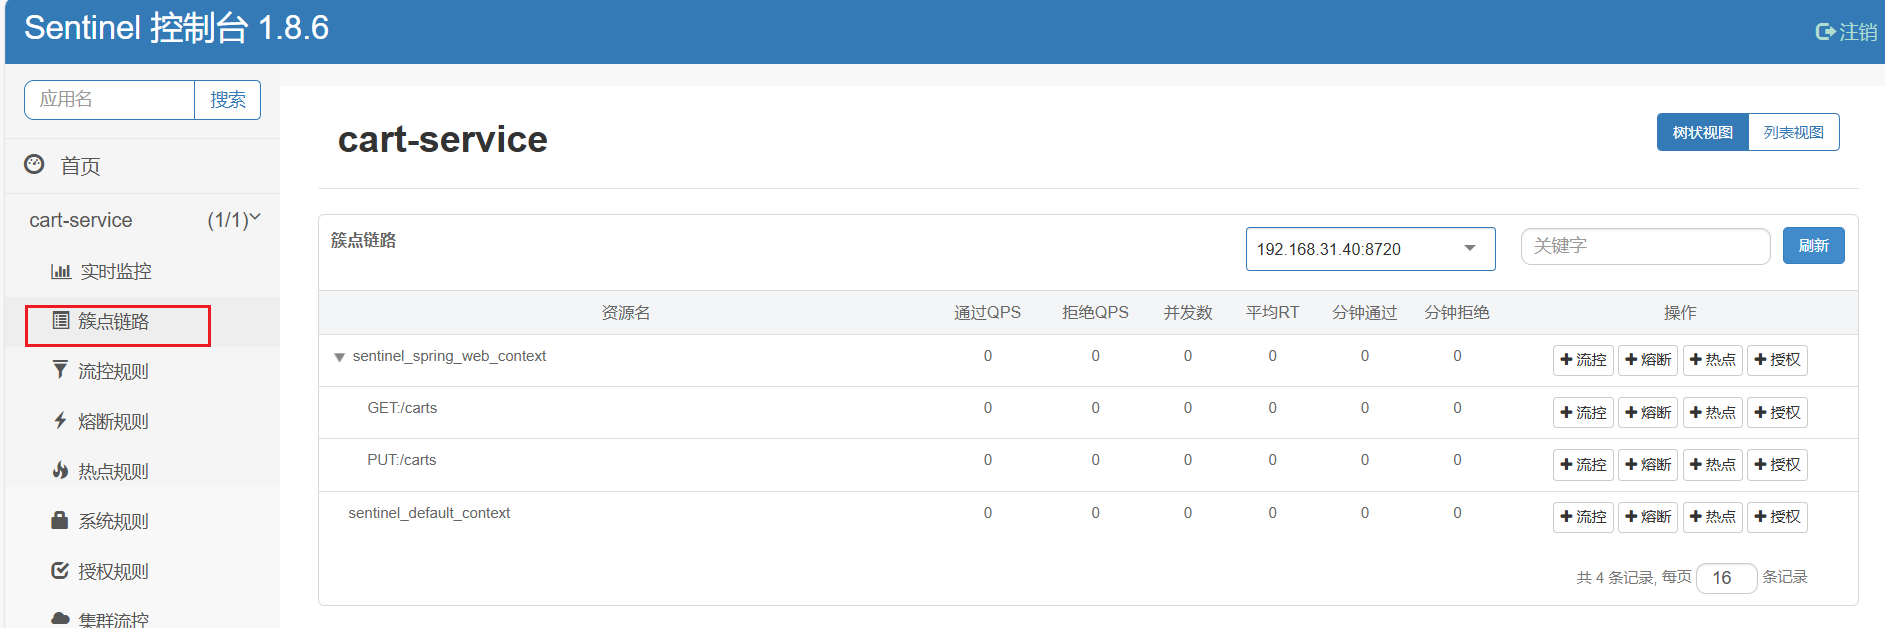 Sentinel 控制台 1.8.6
注销
应用名 搜索
首页
cart-service (1/1)
实时监控
簇点链路
流控规则
熔断规则
热点规则
系统规则
授权规则
集群流控
cart-service
树状视图 列表视图
簇点链路
192.168.31.40:8720
关键字
刷新
资源名 通过QPS 拒绝QPS 并发数 平均RT 分钟通过 分钟拒绝 操作
sentinel_spring_web_context 0 0 0 0 0 0 流控 熔断 热点 授权
GET:/carts 0 0 0 0 0 0 流控 熔断 热点 授权
PUT:/carts 0 0 0 0 0 0 流控 熔断 热点 授权
sentinel_default_context 0 0 0 0 0 0 流控 熔断 热点 授权
共 4 条记录, 每页 16 条记录